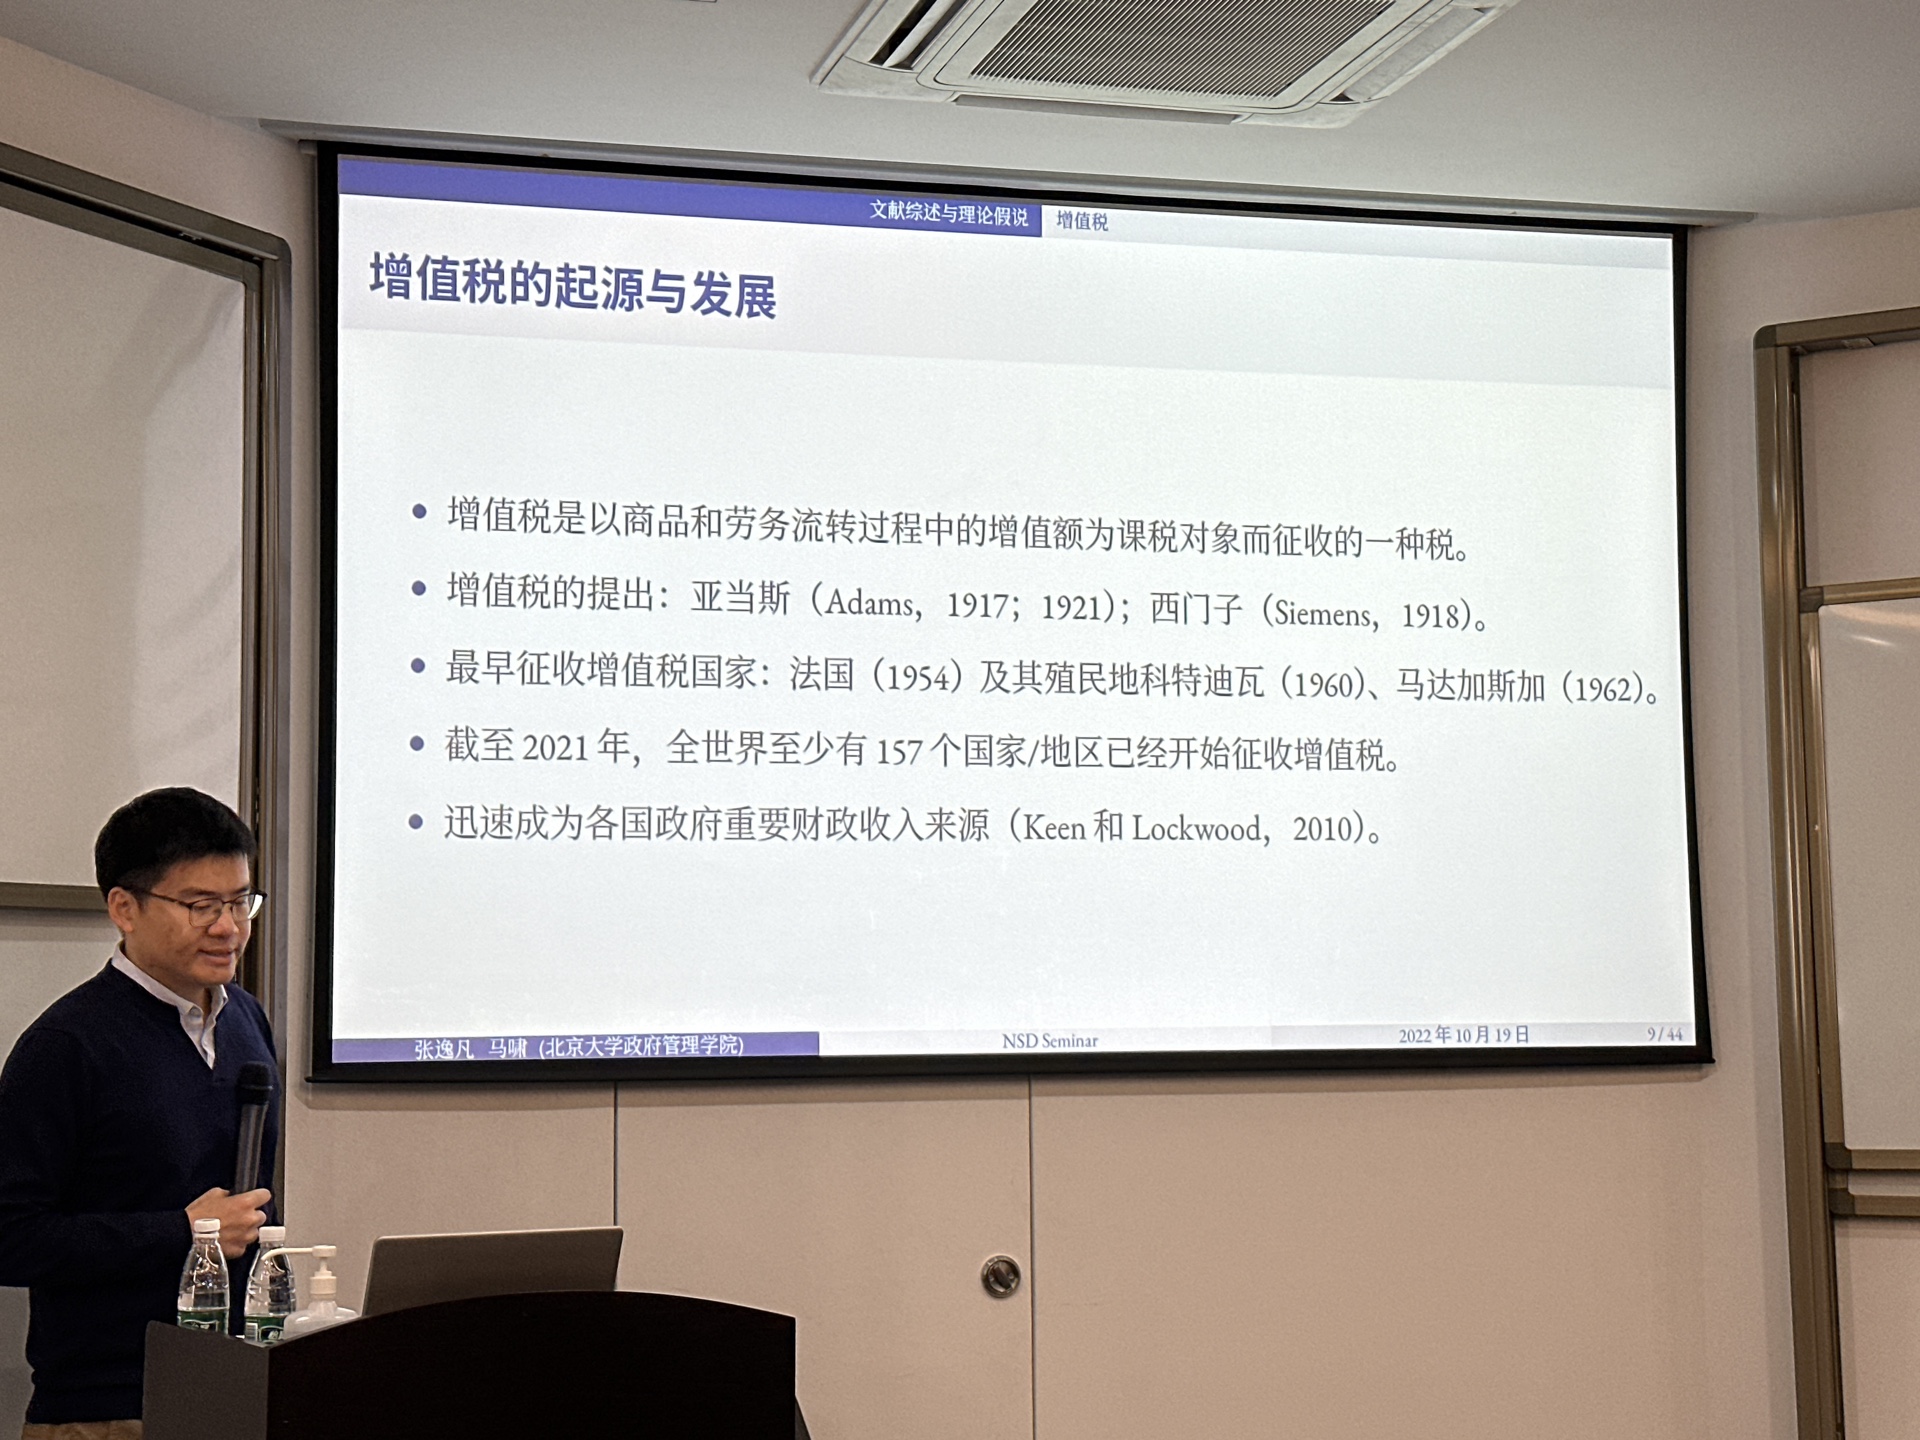 文献综述与理论假说 增值税
增值税的起源与发展
• 增值税是以商品和劳务流转过程中的增值额为课税对象而征收的一种税。
• 增值税的提出：亚当斯（Adams，1917；1921）；西门子（Siemens，1918）。
• 最早征收增值税国家：法国（1954）及其殖民地科特迪瓦（1960）、马达加斯加（1962）。
• 截至 2021 年，全世界至少有 157 个国家/地区已经开始征收增值税。
• 迅速成为各国政府重要财政收入来源（Keen 和 Lockwood，2010）。
张逸凡 马啸 (北京大学政府管理学院) NSD Seminar 2022 年 10 月 19 日 9 / 44